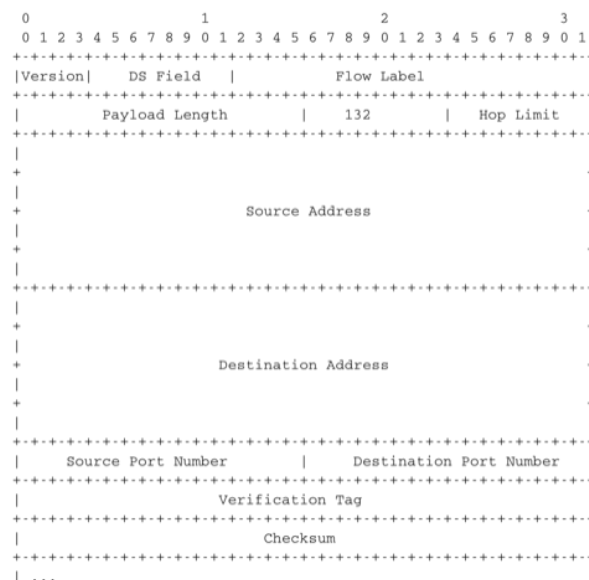 0                   1                   2                   3
0 1 2 3 4 5 6 7 8 9 0 1 2 3 4 5 6 7 8 9 0 1 2 3 4 5 6 7 8 9 0 1
+-+-+-+-+-+-+-+-+-+-+-+-+-+-+-+-+-+-+-+-+-+-+-+-+-+-+-+-+-+-+-+-
|Version|   DS Field    |           Flow Label
+-+-+-+-+-+-+-+-+-+-+-+-+-+-+-+-+-+-+-+-+-+-+-+-+-+-+-+-+-+-+-+-
|         Payload Length        |    132        |   Hop Limit
+-+-+-+-+-+-+-+-+-+-+-+-+-+-+-+-+-+-+-+-+-+-+-+-+-+-+-+-+-+-+-+-
|
+
|
+                         Source Address
|
+
|
+-+-+-+-+-+-+-+-+-+-+-+-+-+-+-+-+-+-+-+-+-+-+-+-+-+-+-+-+-+-+-+-
|
+
|
+                      Destination Address
|
+
|
+-+-+-+-+-+-+-+-+-+-+-+-+-+-+-+-+-+-+-+-+-+-+-+-+-+-+-+-+-+-+-+-
|     Source Port Number        |     Destination Port Number
+-+-+-+-+-+-+-+-+-+-+-+-+-+-+-+-+-+-+-+-+-+-+-+-+-+-+-+-+-+-+-+-
|                      Verification Tag
+-+-+-+-+-+-+-+-+-+-+-+-+-+-+-+-+-+-+-+-+-+-+-+-+-+-+-+-+-+-+-+-
|                           Checksum
+-+-+-+-+-+-+-+-+-+-+-+-+-+-+-+-+-+-+-+-+-+-+-+-+-+-+-+-+-+-+-+-
| ...